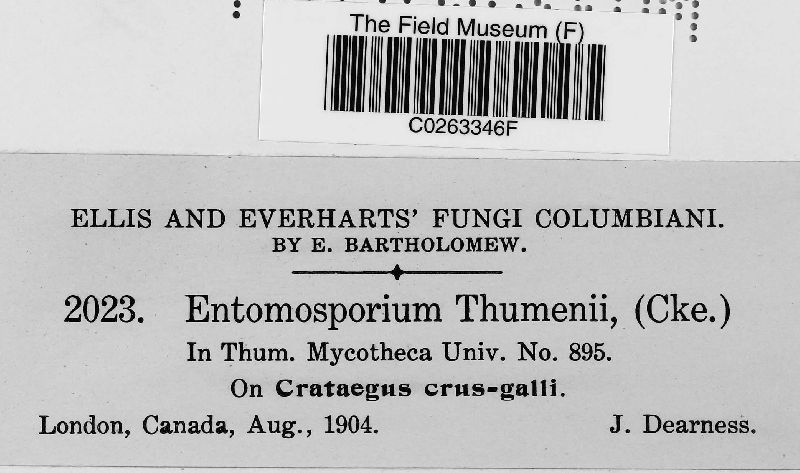 The Field Museum (F)
C0263346F
ELLIS AND EVERHARTS' FUNGI COLUMBIANI.
BY E. BARTHOLOMEW.
2023. Entomosporium Thumenii, (Cke.)
In Thum. Mycotheca Univ. No. 895.
On Crataegus crus-galli.
London, Canada, Aug., 1904. J. Dearness.